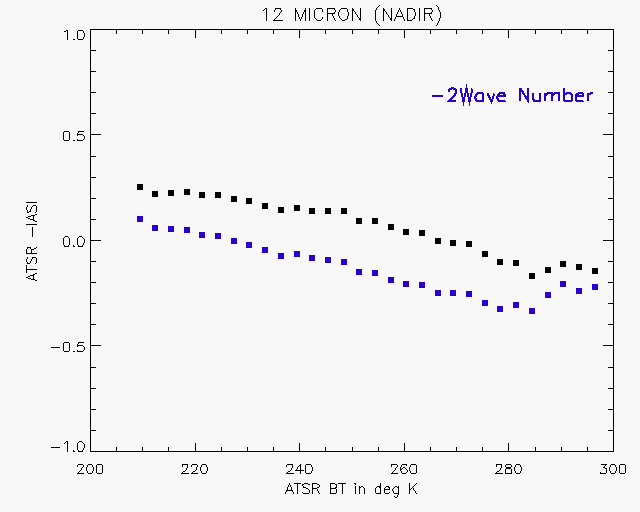 12 MICRON (NADIR)
1.0
-2Wave Number
0.5
0.0
-0.5
-1.0
ATSR -IASI
200 220 240 260 280 300
ATSR BT in deg K